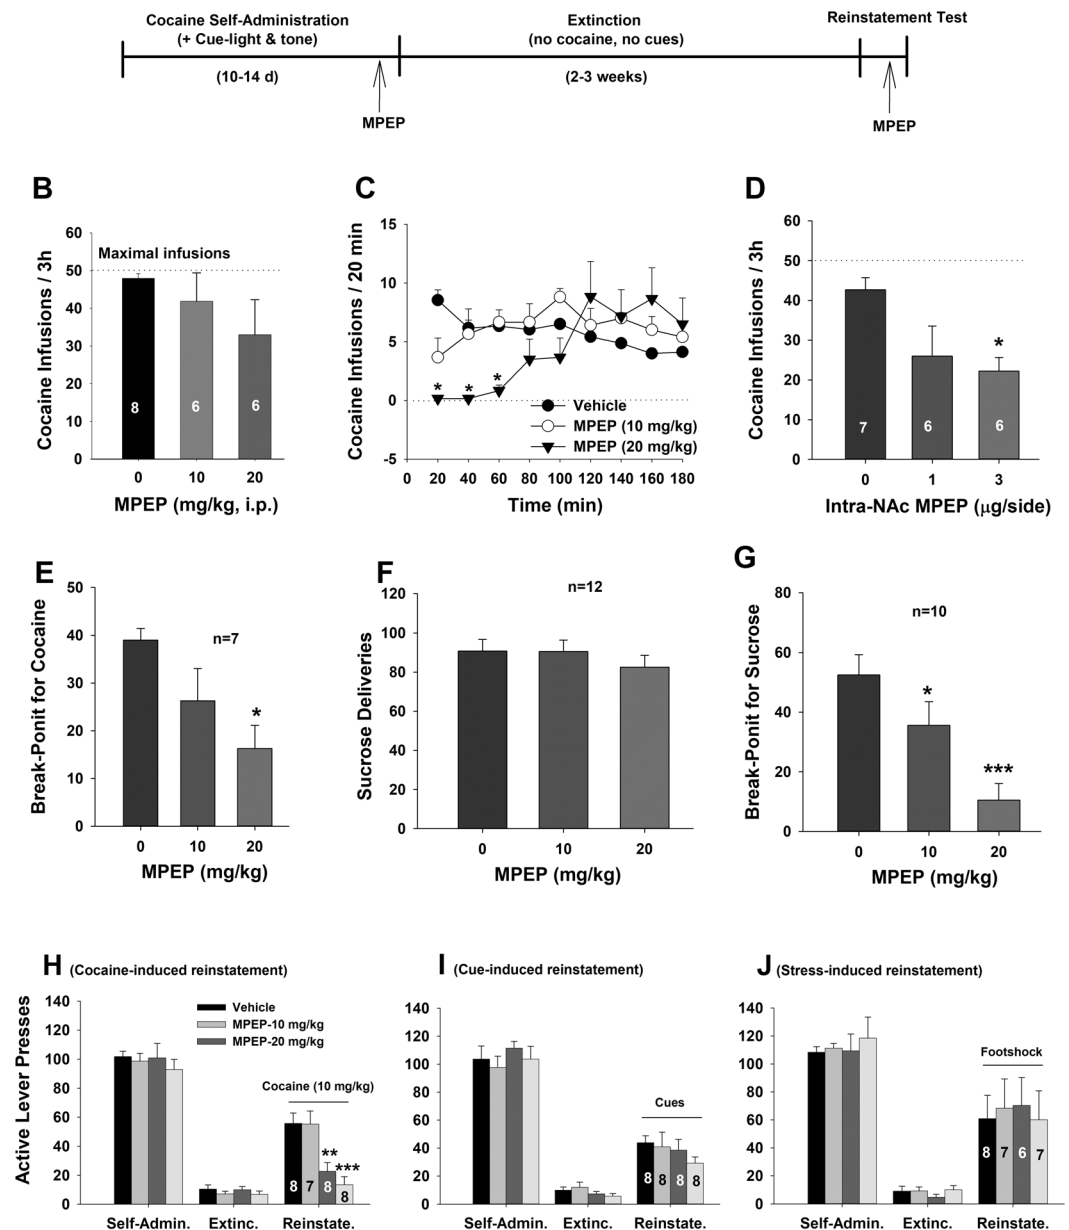 Cocaine Self-Administration
(+ Cue-light & tone)
Extinction
(no cocaine, no cues)
Reinstatement Test
(10-14 d)
(2-3 weeks)
MPEP
MPEP
B
Cocaine Infusions / 3h
60
50
40
30
20
10
0
Maximal infusions
8
6
6
0 10 20
MPEP (mg/kg, i.p.)
C
Cocaine Infusions / 20 min
15
10
5
0
-5
* * *
Vehicle
MPEP (10 mg/kg)
MPEP (20 mg/kg)
20 40 60 80 100 120 140 160 180
Time (min)
D
Cocaine Infusions / 3h
60
50
40
30
20
10
0
*
7
6
6
0 1 3
Intra-NAc MPEP (μg/side)
E
Break-Ponit for Cocaine
50
40
30
20
10
0
n=7
*
0 10 20
MPEP (mg/kg)
F
Sucrose Deliveries
120
100
80
60
40
20
0
n=12
0 10 20
MPEP (mg/kg)
G
Break-Ponit for Sucrose
80
60
40
20
0
n=10
*
***
0 10 20
MPEP (mg/kg)
H (Cocaine-induced reinstatement)
Active Lever Presses
140
120
100
80
60
40
20
0
Vehicle
MPEP-10 mg/kg
MPEP-20 mg/kg
Cocaine (10 mg/kg)
**
***
8 7 8 8
Self-Admin. Extinc. Reinstate.
I (Cue-induced reinstatement)
140
120
100
80
60
40
20
0
Cues
8 8 8 8
Self-Admin. Extinc. Reinstate.
J (Stress-induced reinstatement)
140
120
100
80
60
40
20
0
Footshock
8 7 6 7
Self-Admin. Extinc. Reinstate.